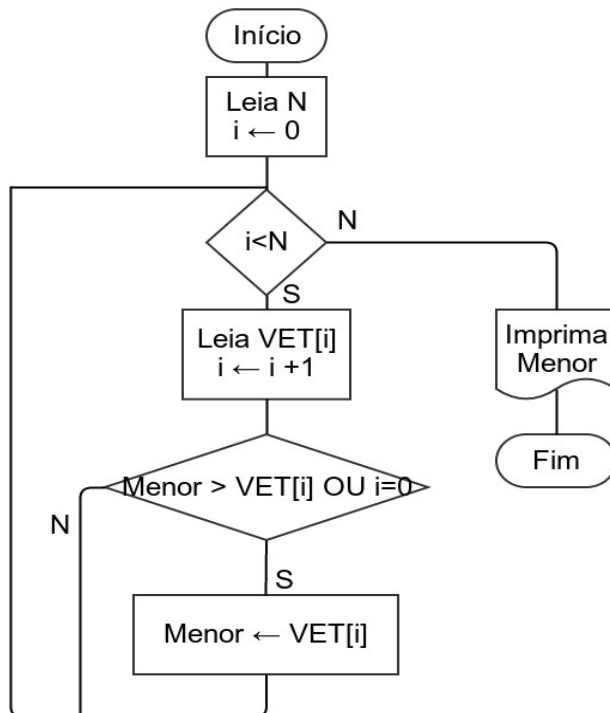 Início
Leia N
i ← 0
i<N
N
S
Leia VET[i]
i ← i +1
Imprima
Menor
Fim
Menor > VET[i] OU i=0
N
S
Menor ← VET[i]